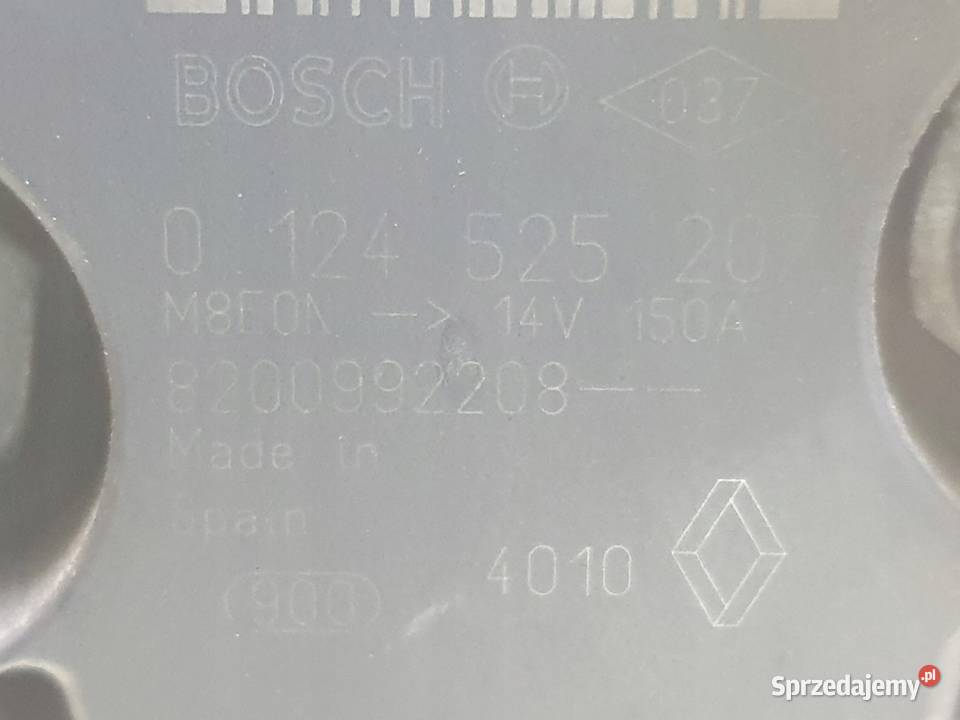 BOSCH H 037
0 124 525 20
M8E0N -> 14V 150A
8200992208---
Made in
Spain
4010
900
Sprzedajemy.pl